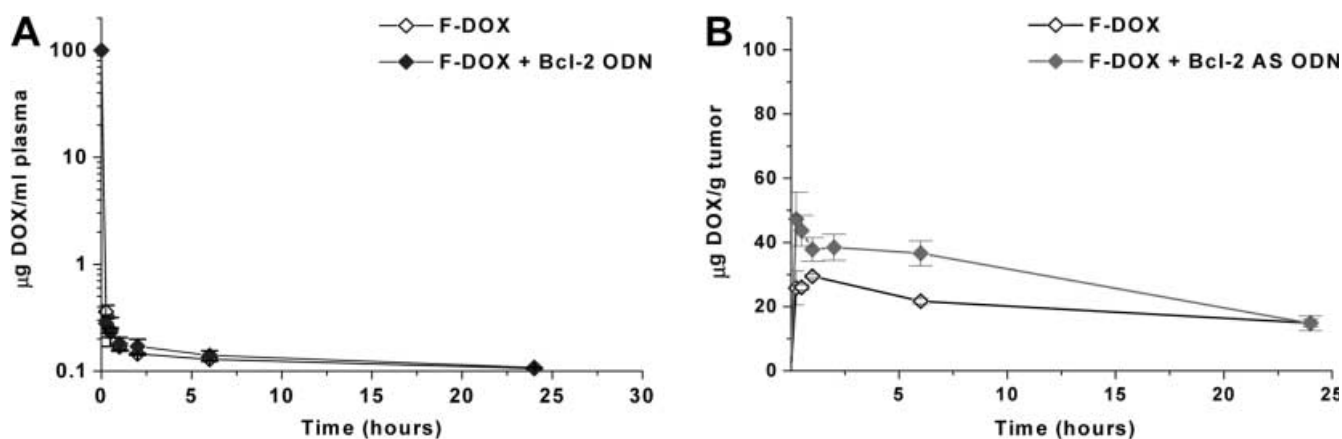 A
F-DOX
F-DOX + Bcl-2 ODN
100
10
1
0.1
µg DOX/ml plasma
0 5 10 15 20 25 30
Time (hours)
B
F-DOX
F-DOX + Bcl-2 AS ODN
100
80
60
40
20
0
µg DOX/g tumor
5 10 15 20 25
Time (hours)